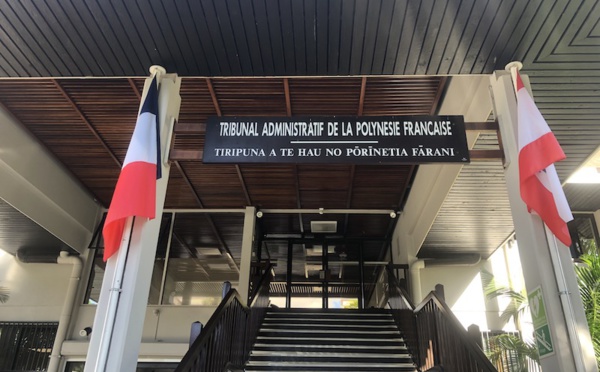 TRIBUNAL ADMINISTRATIF DE LA POLYNESIE FRANCAISE
TIRIPUNA A TE HAU NO PŌRĪNETIA FĀRANI